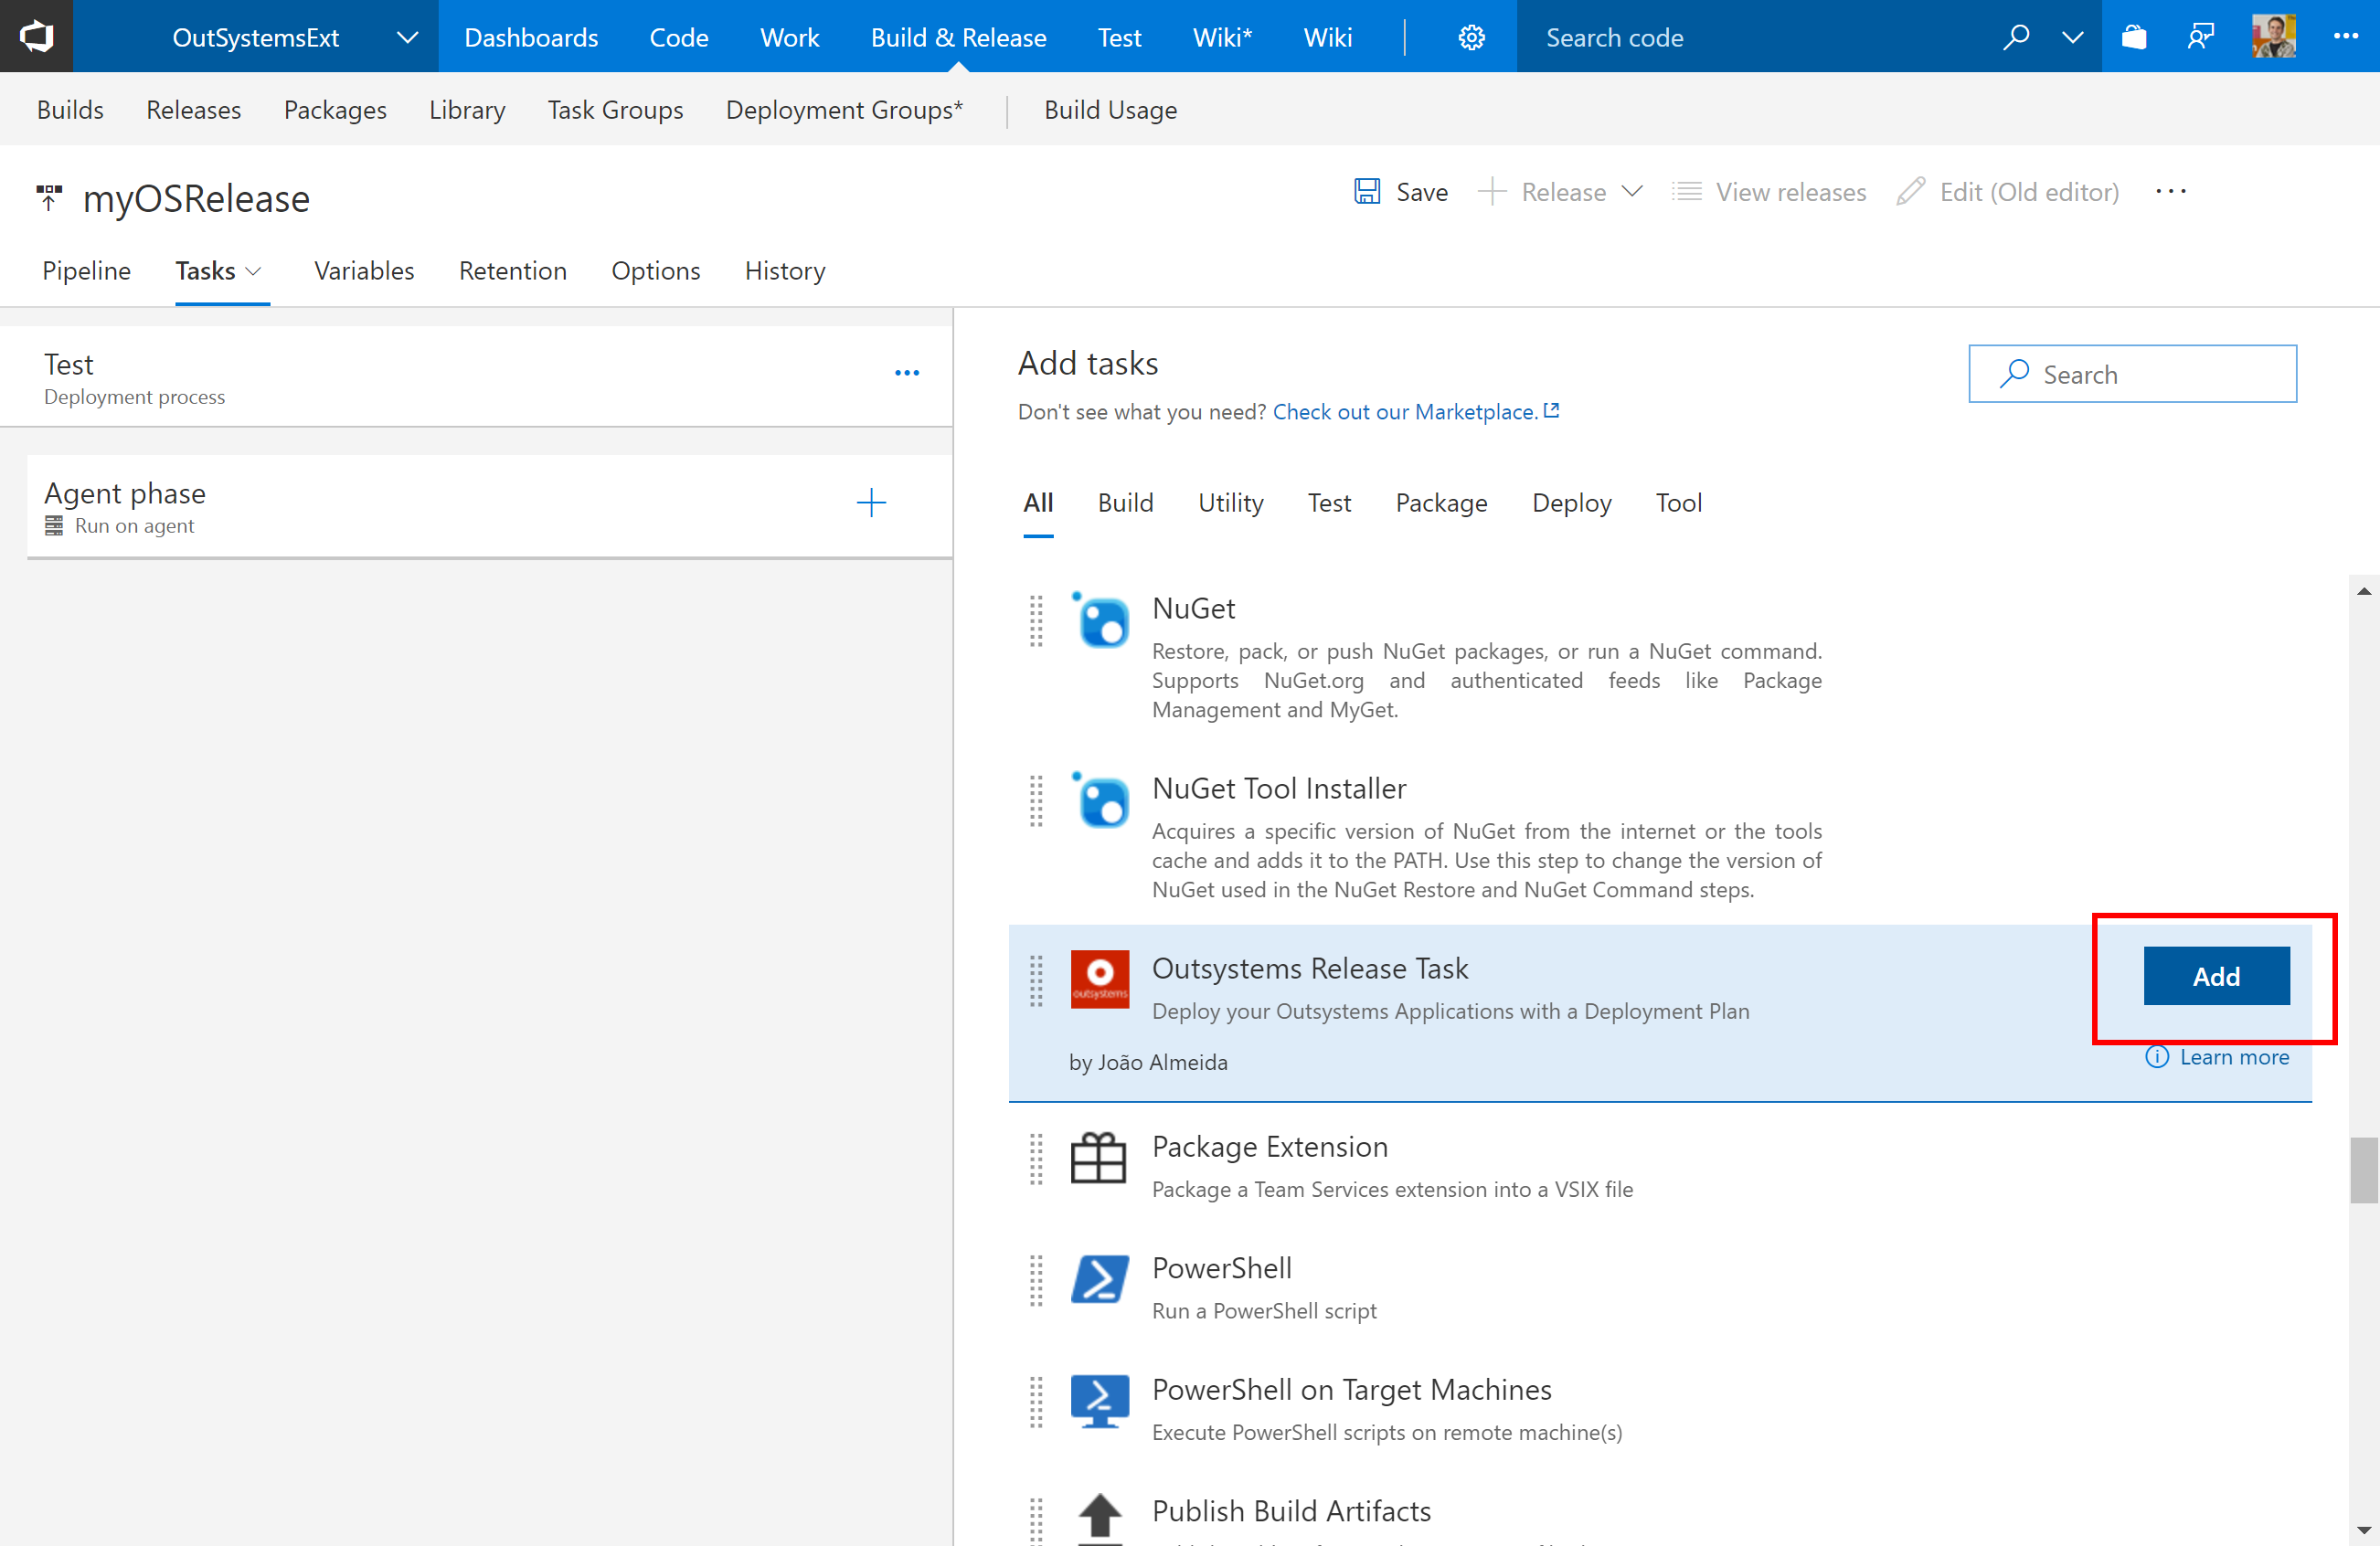 OutSystemsExt
Dashboards
Code
Work
Build & Release
Test
Wiki*
Wiki
Search code
Builds
Releases
Packages
Library
Task Groups
Deployment Groups*
Build Usage
myOSRelease
Save
Release
View releases
Edit (Old editor)
Pipeline
Tasks
Variables
Retention
Options
History
Test
Deployment process
Agent phase
Run on agent
Add tasks
Search
Don't see what you need? Check out our Marketplace.
All
Build
Utility
Test
Package
Deploy
Tool
NuGet
Restore, pack, or push NuGet packages, or run a NuGet command.
Supports NuGet.org and authenticated feeds like Package
Management and MyGet.
NuGet Tool Installer
Acquires a specific version of NuGet from the internet or the tools
cache and adds it to the PATH. Use this step to change the version of
NuGet used in the NuGet Restore and NuGet Command steps.
outsystems
Outsystems Release Task
Add
Deploy your Outsystems Applications with a Deployment Plan
by João Almeida
Learn more
Package Extension
Package a Team Services extension into a VSIX file
PowerShell
Run a PowerShell script
PowerShell on Target Machines
Execute PowerShell scripts on remote machine(s)
Publish Build Artifacts